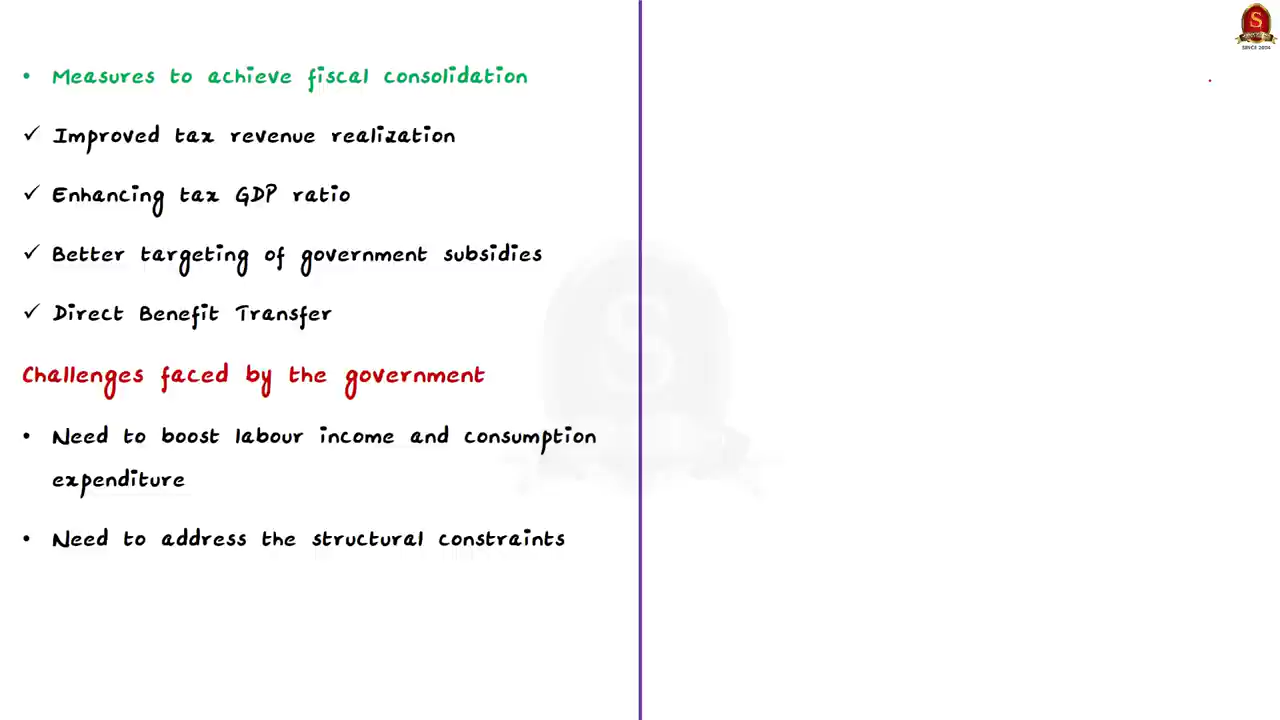 • Measures to achieve fiscal consolidation
✓ Improved tax revenue realization
✓ Enhancing tax GDP ratio
✓ Better targeting of government subsidies
✓ Direct Benefit Transfer
Challenges faced by the government
• Need to boost labour income and consumption
expenditure
• Need to address the structural constraints
S
SINCE 2014